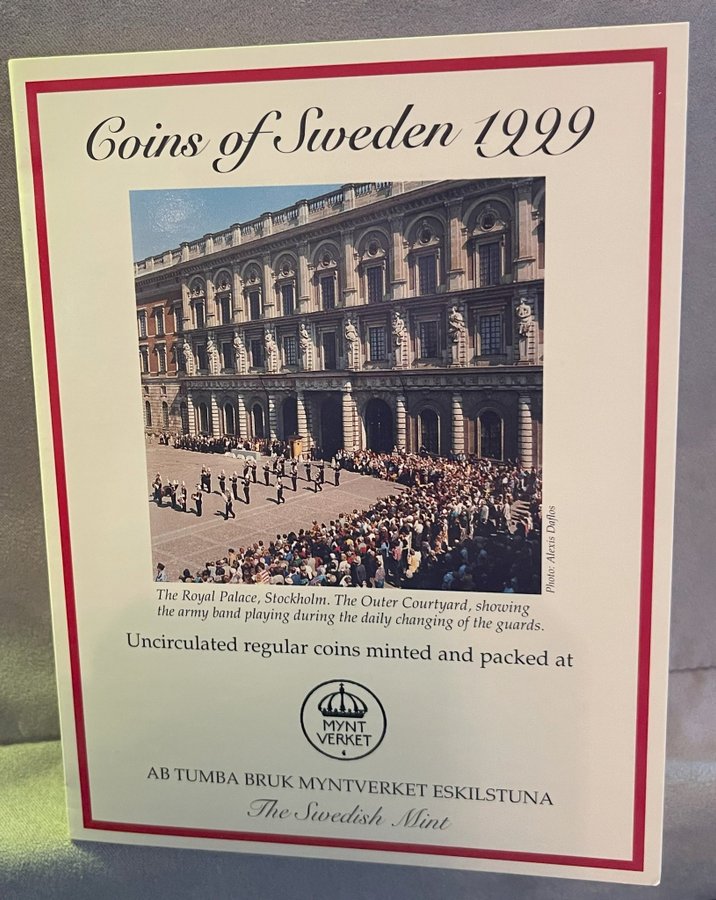 Coins of Sweden 1999
Photo: Alexis Daflos
The Royal Palace, Stockholm. The Outer Courtyard, showing
the army band playing during the daily changing of the guards.
Uncirculated regular coins minted and packed at
MYNT
VERKET
AB TUMBA BRUK MYNTVERKET ESKILSTUNA
The Swedish Mint